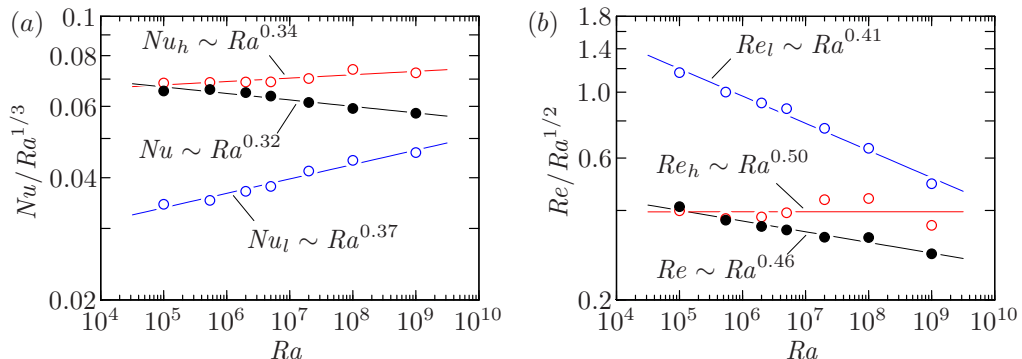 (a)
0.1
0.08
0.06
0.04
0.02
Nu/Ra^{1/3}
Nu_h ∼ Ra^{0.34}
Nu ∼ Ra^{0.32}
Nu_l ∼ Ra^{0.37}
10^4 10^5 10^6 10^7 10^8 10^9 10^{10}
Ra
(b)
1.8
1.4
1.0
0.6
0.2
Re/Ra^{1/2}
Re_l ∼ Ra^{0.41}
Re_h ∼ Ra^{0.50}
Re ∼ Ra^{0.46}
10^4 10^5 10^6 10^7 10^8 10^9 10^{10}
Ra